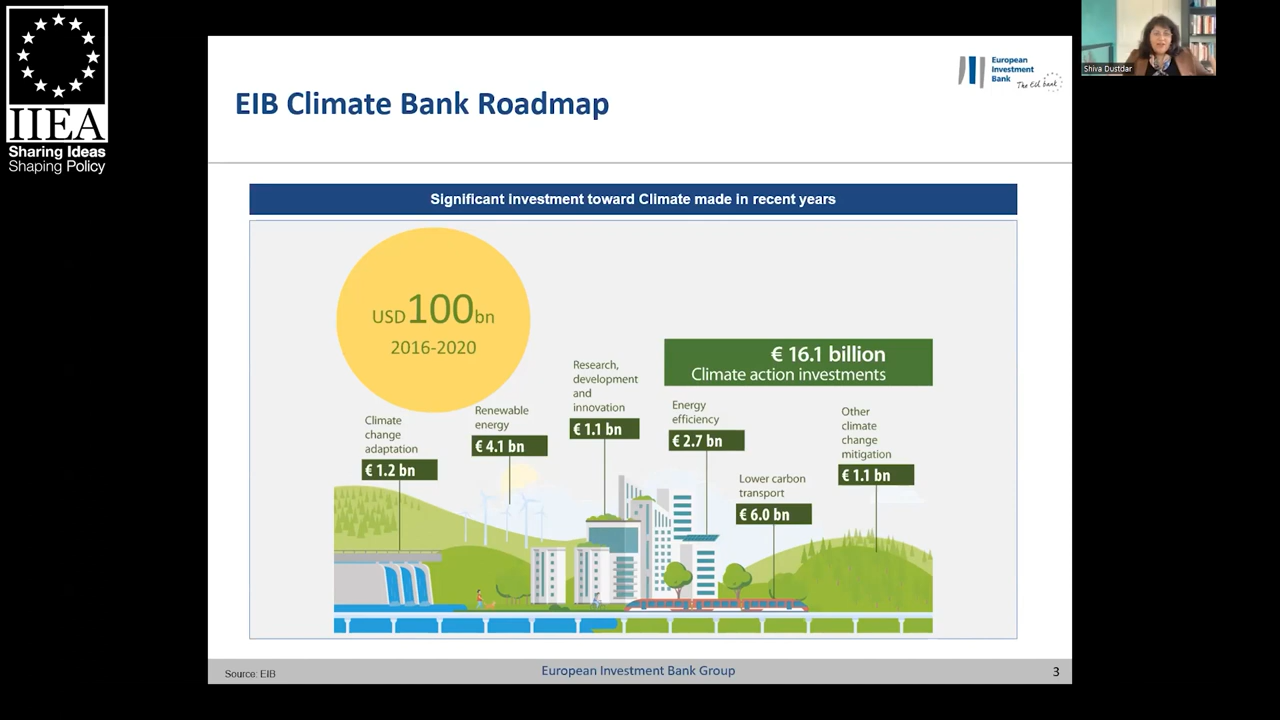 IIEA
Sharing Ideas
Shaping Policy
Shiva Dustdar
European
Investment
Bank
The EU bank
EIB Climate Bank Roadmap
Significant investment toward Climate made in recent years
USD 100 bn
2016-2020
€ 16.1 billion
Climate action investments
Climate
change
adaptation
€ 1.2 bn
Renewable
energy
€ 4.1 bn
Research,
development
and
innovation
€ 1.1 bn
Energy
efficiency
€ 2.7 bn
Lower carbon
transport
€ 6.0 bn
Other
climate
change
mitigation
€ 1.1 bn
Source: EIB
European Investment Bank Group
3